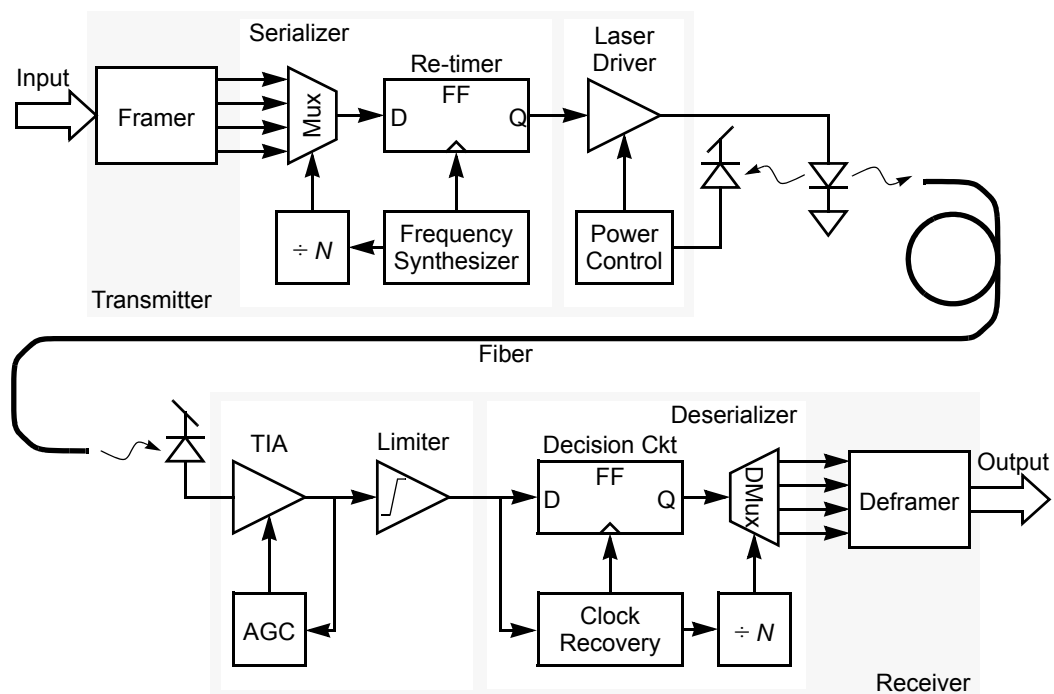 Serializer
Laser
Driver
Input
Re-timer
Framer
Mux
FF
D
Q
÷ N
Frequency
Synthesizer
Power
Control
Transmitter
Fiber
Deserializer
TIA
Limiter
Decision Ckt
Output
FF
D
Q
DMux
Deframer
AGC
Clock
Recovery
÷ N
Receiver